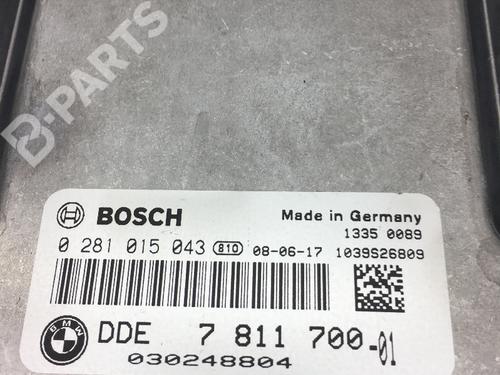 B-PARTS
BOSCH
Made in Germany
1335 0089
0 281 015 043 810 08-06-17 1039S26809
BMW
DDE 7 811 700-01
030248804